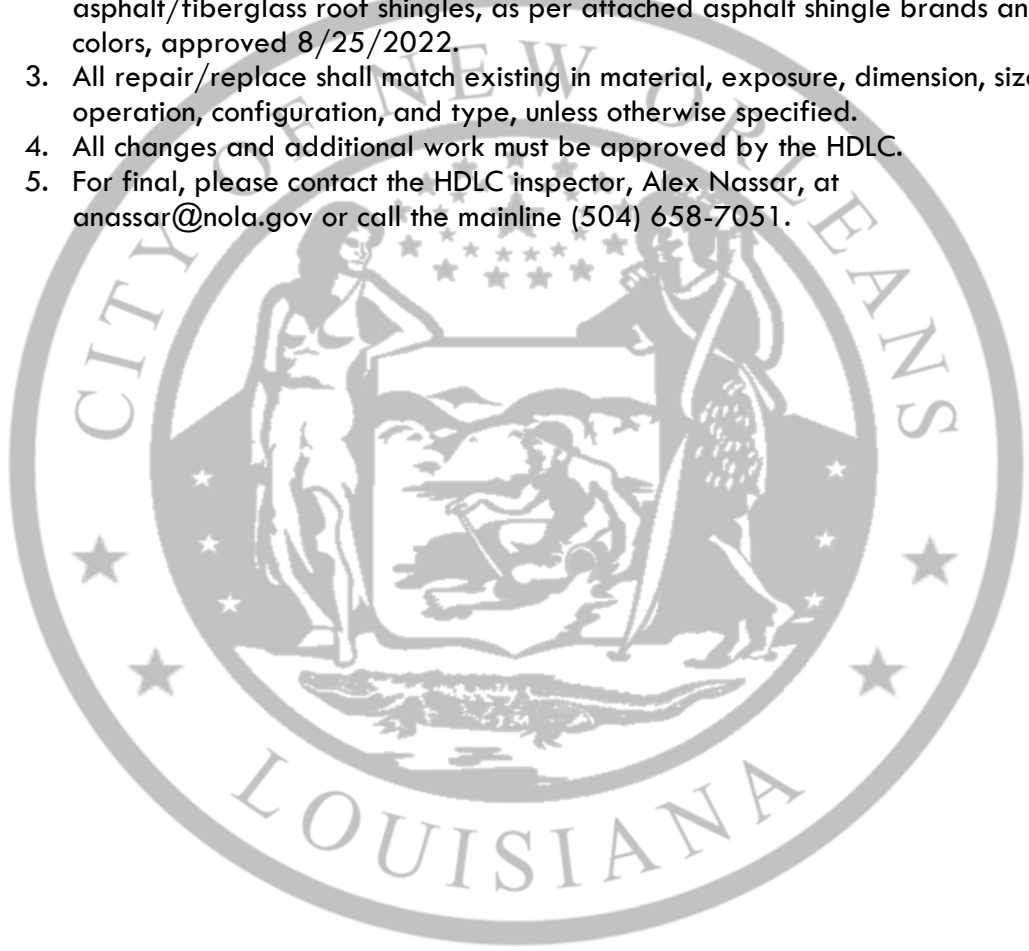 asphalt/fiberglass roof shingles, as per attached asphalt shingle brands an
colors, approved 8/25/2022.
3. All repair/replace shall match existing in material, exposure, dimension, size
operation, configuration, and type, unless otherwise specified.
4. All changes and additional work must be approved by the HDLC.
5. For final, please contact the HDLC inspector, Alex Nassar, at
anassar@nola.gov or call the mainline (504) 658-7051.
CITY OF NEW ORLEANS
LOUISIANA